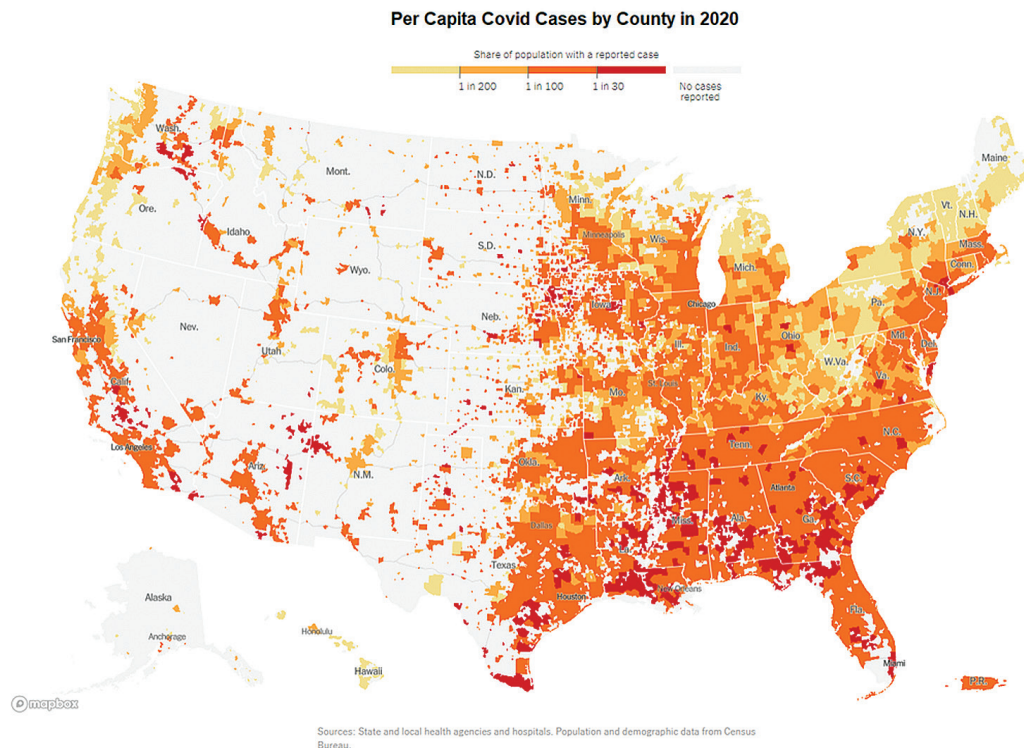 Per Capita Covid Cases by County in 2020
Share of population with a reported case
1 in 200
1 in 100
1 in 30
No cases
reported
Wash.
Mont.
N.D.
Minn.
Maine
Vt.
N.H.
Ore.
Idaho
S.D.
Minneapolis
Wis.
N.Y.
Mass.
Wyo.
Mich.
Conn.
Nev.
Neb.
Iowa
Chicago
Pa.
N.J.
San Francisco
Utah
Colo.
Ill.
Ind.
Ohio
Md.
Del.
W.Va.
Calif.
Kan.
Mo.
St. Louis
Ky.
Va.
Los Angeles
Ariz.
N.M.
Okla.
Ark.
Tenn.
N.C.
Atlanta
S.C.
Dallas
Miss.
Ala.
Ga.
Texas
La.
Houston
New Orleans
Fla.
Alaska
Anchorage
Honolulu
Hawaii
Miami
P.R.
mapbox
Sources: State and local health agencies and hospitals. Population and demographic data from Census
Bureau.